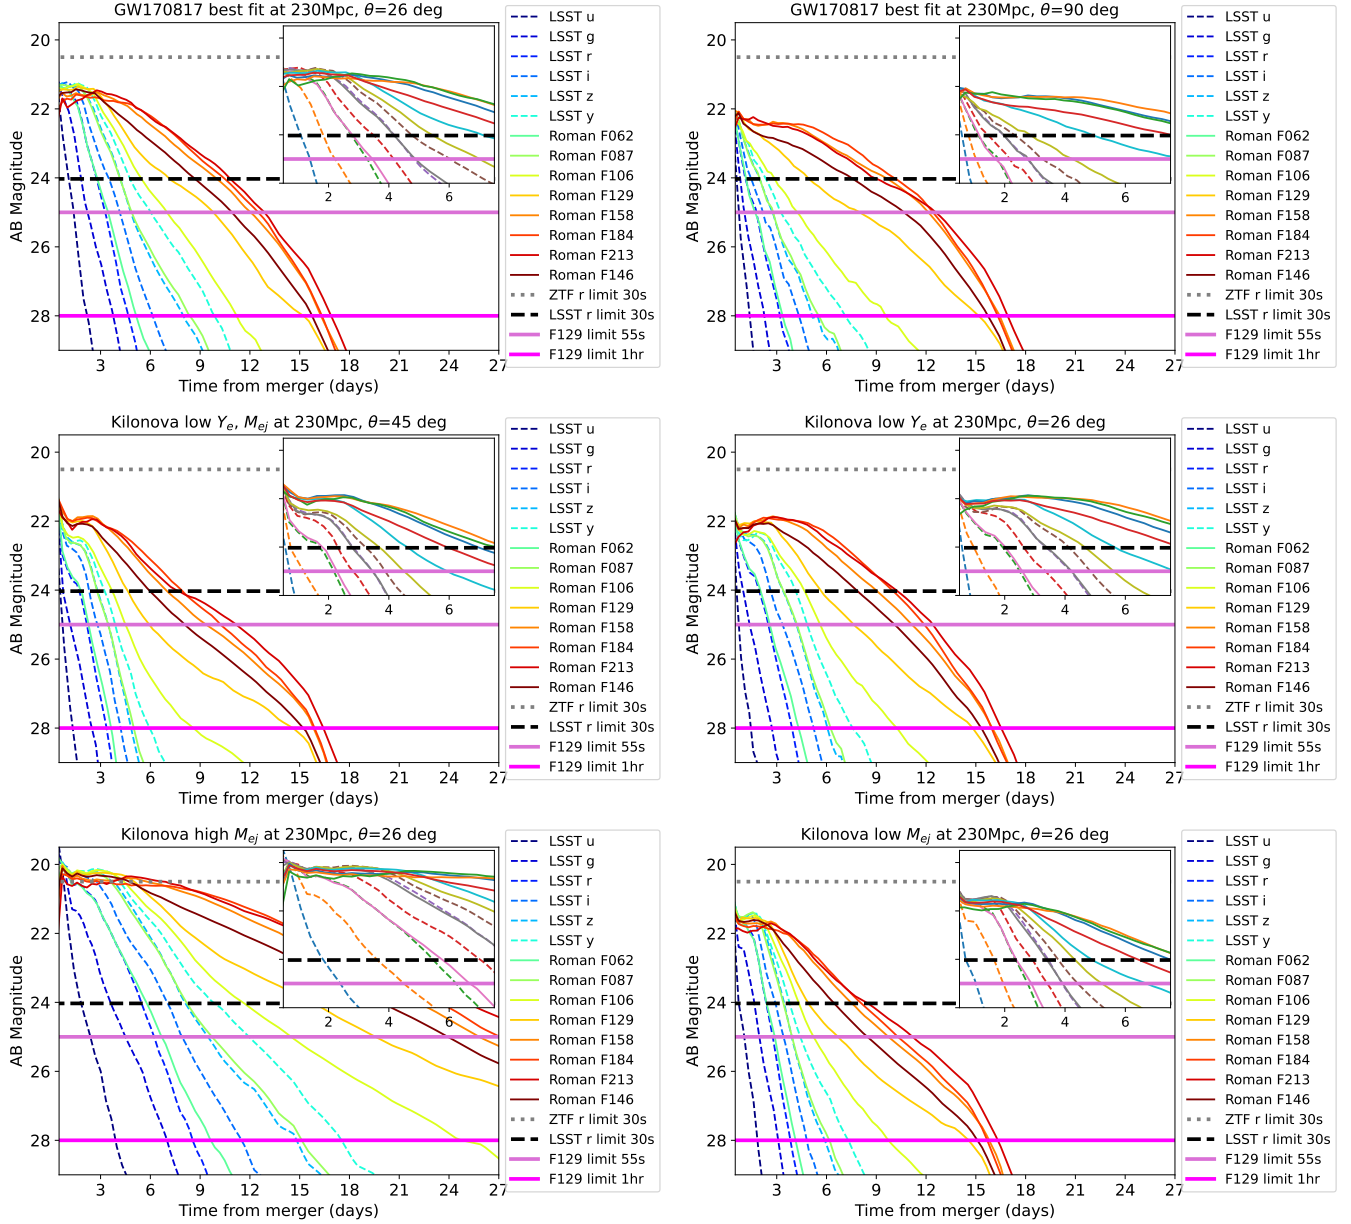 GW170817 best fit at 230Mpc, θ=26 deg
AB Magnitude
20
22
24
26
28
3 6 9 12 15 18 21 24 27
Time from merger (days)
2 4 6
LSST u
LSST g
LSST r
LSST i
LSST z
LSST y
Roman F062
Roman F087
Roman F106
Roman F129
Roman F158
Roman F184
Roman F213
Roman F146
ZTF r limit 30s
LSST r limit 30s
F129 limit 55s
F129 limit 1hr
GW170817 best fit at 230Mpc, θ=90 deg
AB Magnitude
20
22
24
26
28
3 6 9 12 15 18 21 24 27
Time from merger (days)
2 4 6
LSST u
LSST g
LSST r
LSST i
LSST z
LSST y
Roman F062
Roman F087
Roman F106
Roman F129
Roman F158
Roman F184
Roman F213
Roman F146
ZTF r limit 30s
LSST r limit 30s
F129 limit 55s
F129 limit 1hr
Kilonova low Ye, Mej at 230Mpc, θ=45 deg
AB Magnitude
20
22
24
26
28
3 6 9 12 15 18 21 24 27
Time from merger (days)
2 4 6
LSST u
LSST g
LSST r
LSST i
LSST z
LSST y
Roman F062
Roman F087
Roman F106
Roman F129
Roman F158
Roman F184
Roman F213
Roman F146
ZTF r limit 30s
LSST r limit 30s
F129 limit 55s
F129 limit 1hr
Kilonova low Ye at 230Mpc, θ=26 deg
AB Magnitude
20
22
24
26
28
3 6 9 12 15 18 21 24 27
Time from merger (days)
2 4 6
LSST u
LSST g
LSST r
LSST i
LSST z
LSST y
Roman F062
Roman F087
Roman F106
Roman F129
Roman F158
Roman F184
Roman F213
Roman F146
ZTF r limit 30s
LSST r limit 30s
F129 limit 55s
F129 limit 1hr
Kilonova high Mej at 230Mpc, θ=26 deg
AB Magnitude
20
22
24
26
28
3 6 9 12 15 18 21 24 27
Time from merger (days)
2 4 6
LSST u
LSST g
LSST r
LSST i
LSST z
LSST y
Roman F062
Roman F087
Roman F106
Roman F129
Roman F158
Roman F184
Roman F213
Roman F146
ZTF r limit 30s
LSST r limit 30s
F129 limit 55s
F129 limit 1hr
Kilonova low Mej at 230Mpc, θ=26 deg
AB Magnitude
20
22
24
26
28
3 6 9 12 15 18 21 24 27
Time from merger (days)
2 4 6
LSST u
LSST g
LSST r
LSST i
LSST z
LSST y
Roman F062
Roman F087
Roman F106
Roman F129
Roman F158
Roman F184
Roman F213
Roman F146
ZTF r limit 30s
LSST r limit 30s
F129 limit 55s
F129 limit 1hr